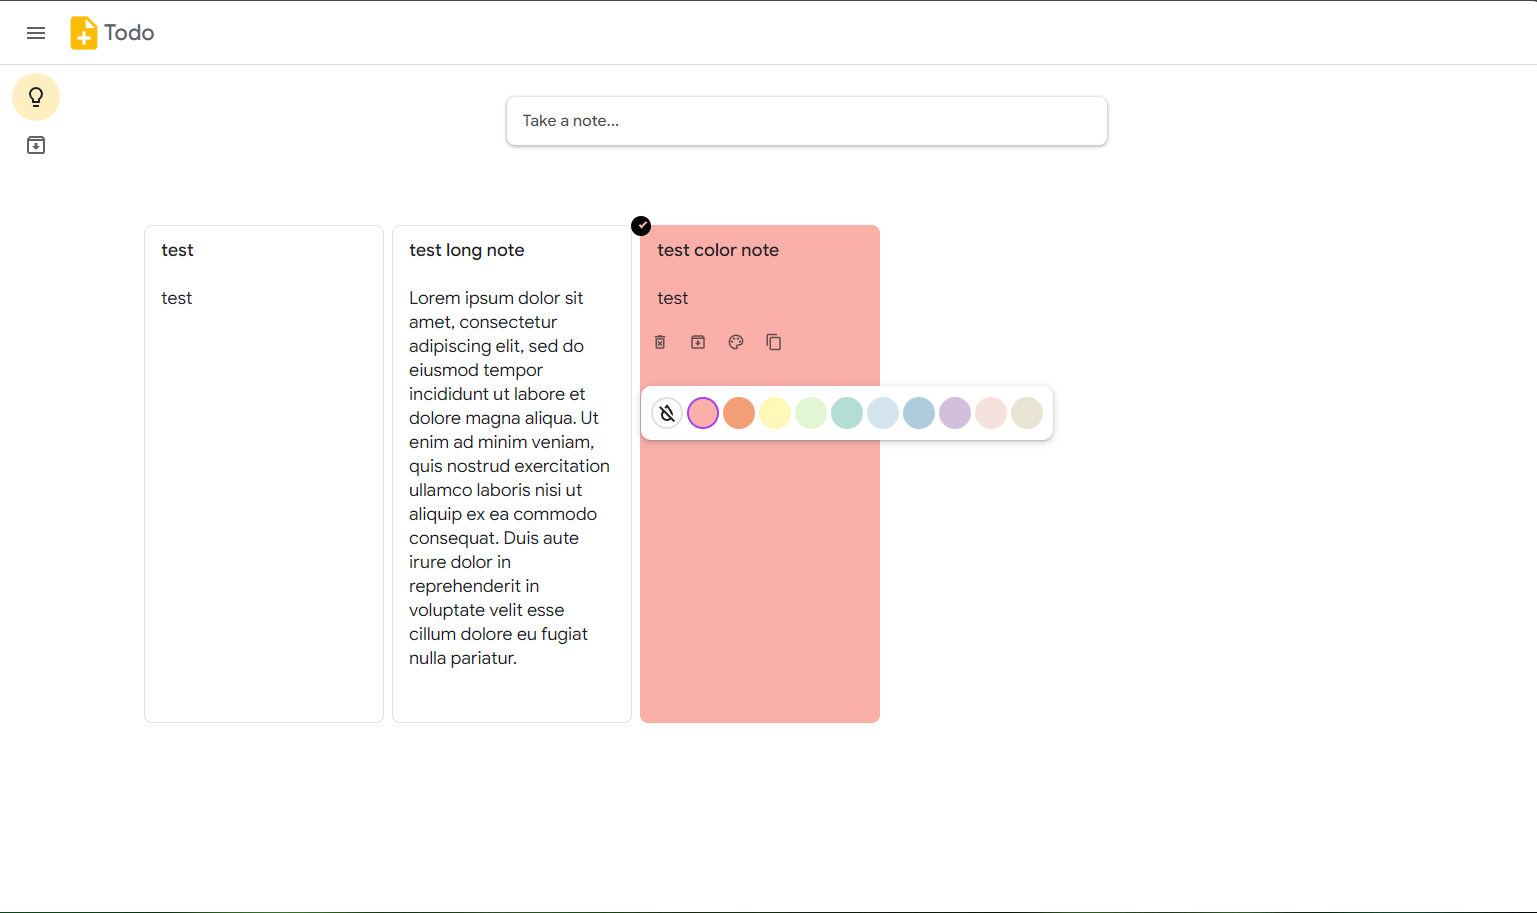 Todo
Take a note...
test
test
test long note
Lorem ipsum dolor sit
amet, consectetur
adipiscing elit, sed do
eiusmod tempor
incididunt ut labore et
dolore magna aliqua. Ut
enim ad minim veniam,
quis nostrud exercitation
ullamco laboris nisi ut
aliquip ex ea commodo
consequat. Duis aute
irure dolor in
reprehenderit in
voluptate velit esse
cillum dolore eu fugiat
nulla pariatur.
test color note
test